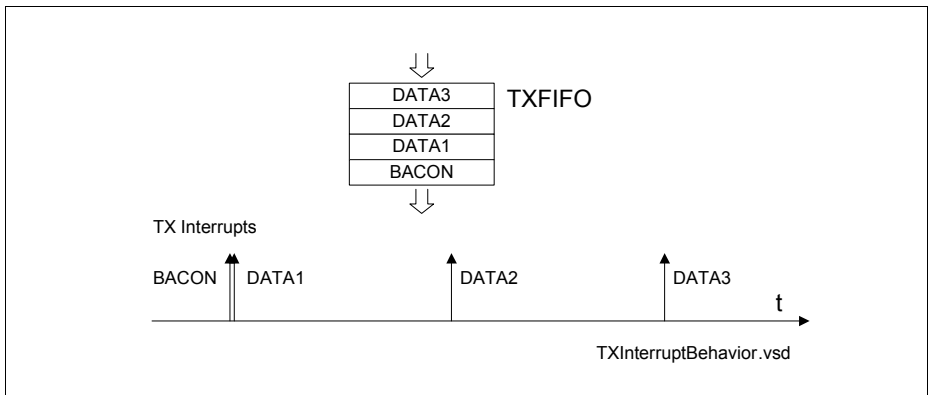 DATA3
TXFIFO
DATA2
DATA1
BACON
TX Interrupts
BACON
DATA1
DATA2
DATA3
t
TXInterruptBehavior.vsd